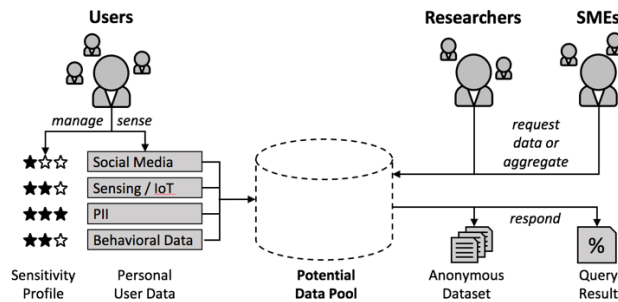 Users
Researchers
SMEs
manage
sense
request
data or
aggregate
Social Media
Sensing / IoT
PII
Behavioral Data
respond
%
Sensitivity
Profile
Personal
User Data
Potential
Data Pool
Anonymous
Dataset
Query
Result